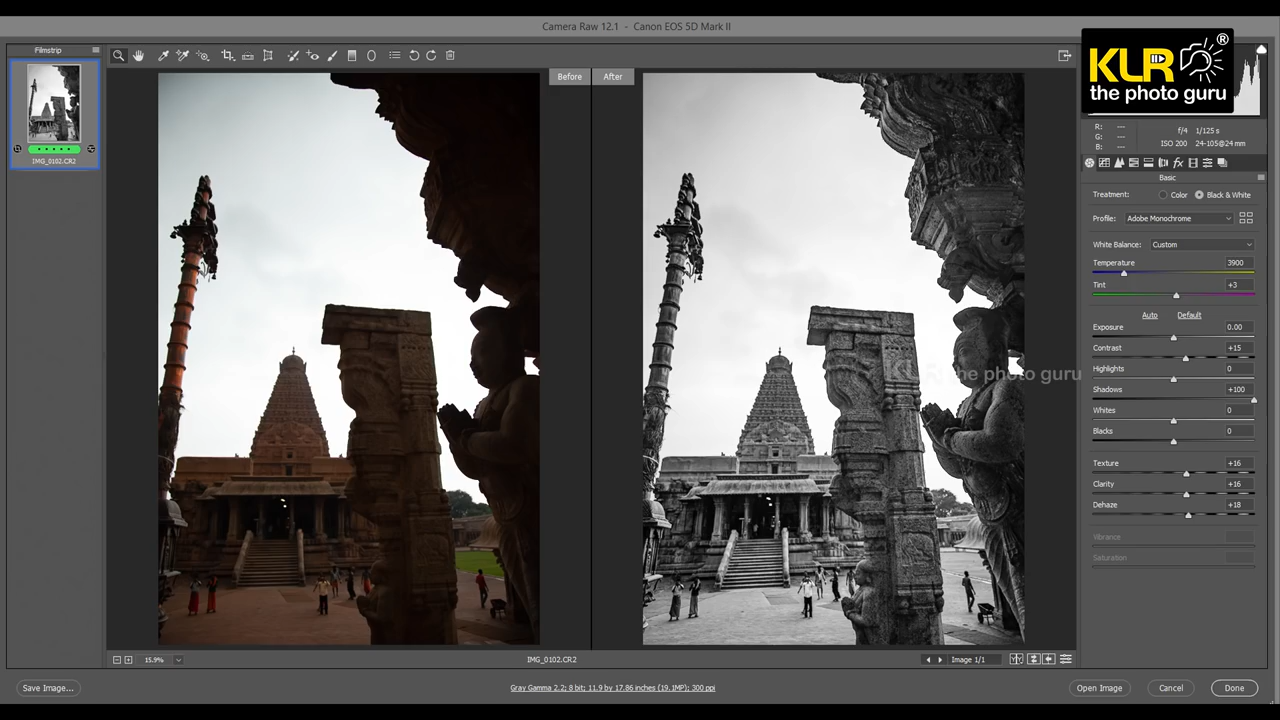 Camera Raw 12.1 - Canon EOS 5D Mark II
Filmstrip
IMG_0102.CR2
Before
After
KLR®
the photo guru
R: ---
G: ---
B: ---
f/4 1/125 s
ISO 200 24-105@24 mm
Basic
Treatment: Color Black & White
Profile: Adobe Monochrome
White Balance: Custom
Temperature 3900
Tint +3
Auto Default
Exposure 0.00
Contrast +15
Highlights 0
Shadows +100
Whites 0
Blacks 0
Texture +16
Clarity +16
Dehaze +18
Vibrance
Saturation
KLR the photo guru
15.9%
IMG_0102.CR2
Image 1/1
Save Image...
Gray Gamma 2.2; 8 bit; 11.9 by 17.86 inches (19.1MP); 300 ppi
Open Image
Cancel
Done